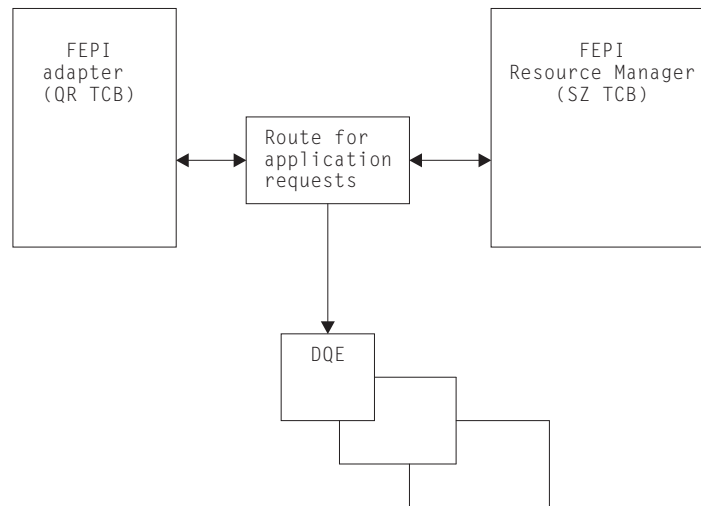 FEPI
adapter
(QR TCB)
FEPI
Resource Manager
(SZ TCB)
Route for
application
requests
DQE